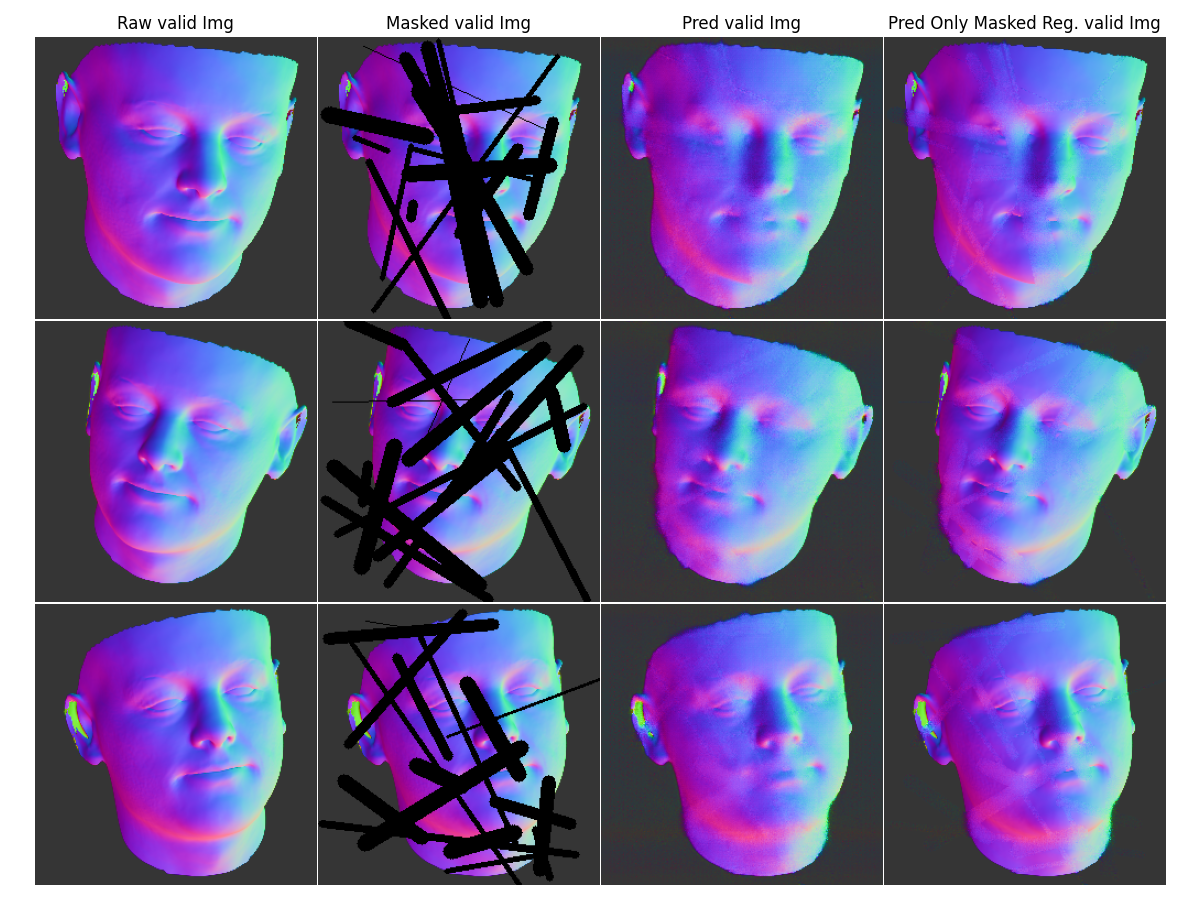 Raw valid Img
Masked valid Img
Pred valid Img
Pred Only Masked Reg. valid Img